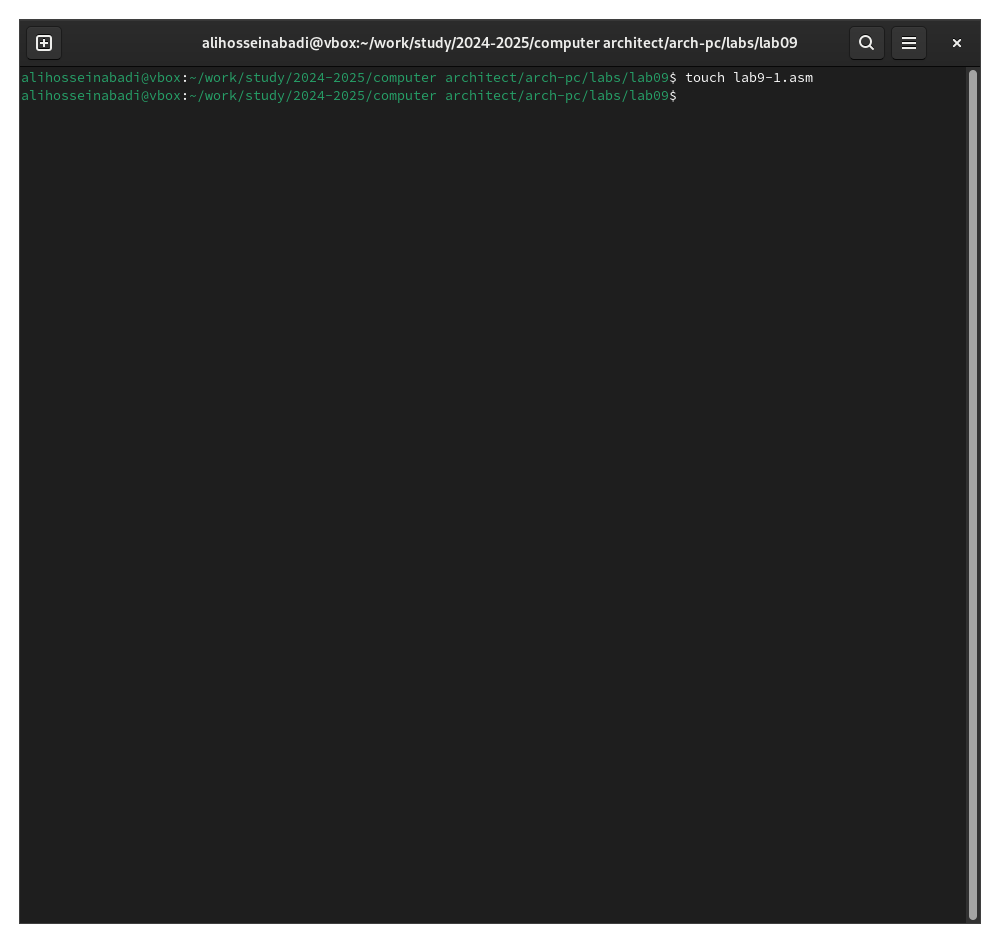 alihosseinabadi@vbox:~/work/study/2024-2025/computer architect/arch-pc/labs/lab09
alihosseinabadi@vbox:~/work/study/2024-2025/computer architect/arch-pc/labs/lab09$ touch lab9-1.asm
alihosseinabadi@vbox:~/work/study/2024-2025/computer architect/arch-pc/labs/lab09$